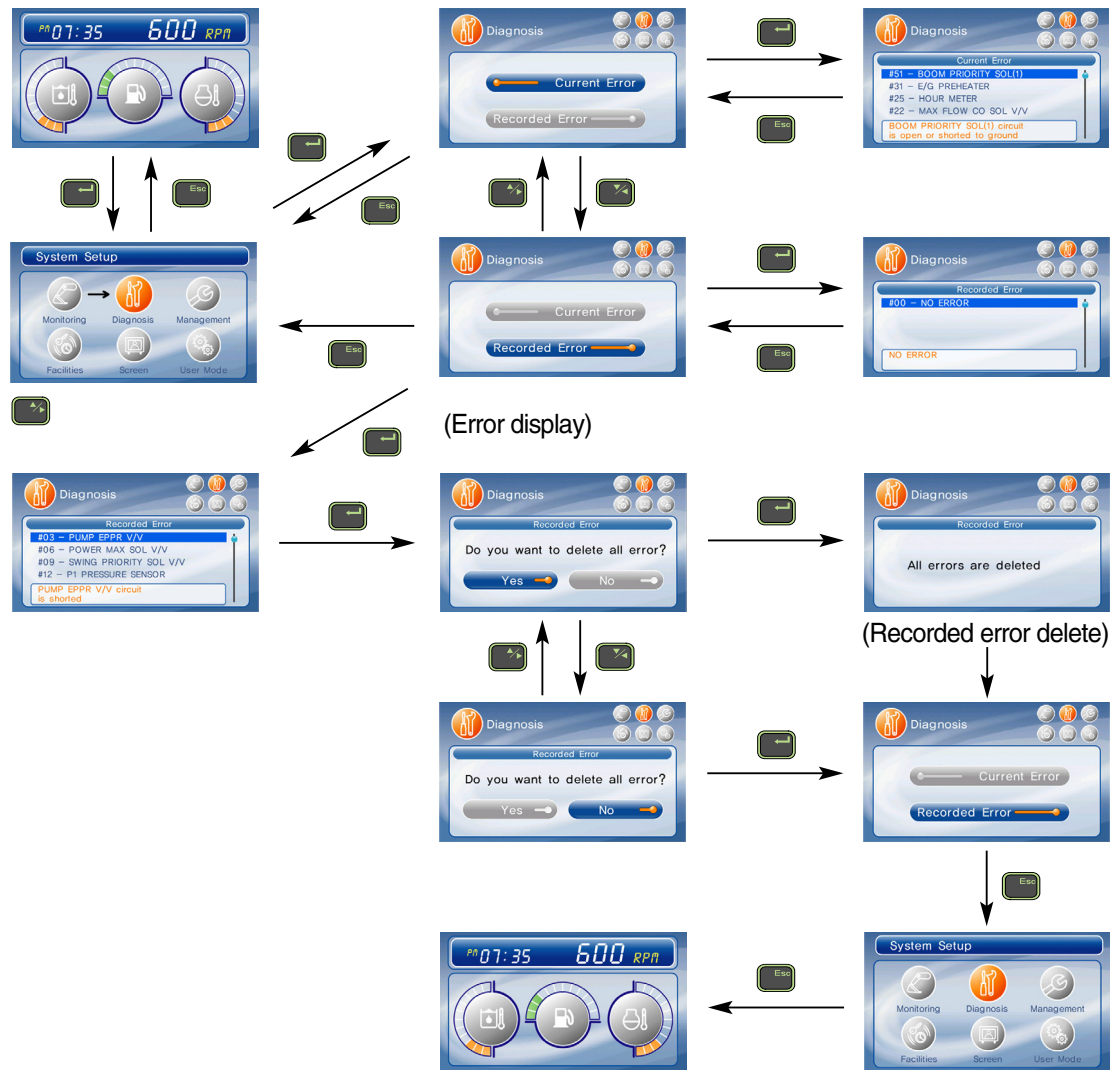 PM 07:35 600 RPM
Diagnosis
Current Error
Recorded Error
Diagnosis
Current Error
#51 – BOOM PRIORITY SOL(1)
#31 – E/G PREHEATER
#25 – HOUR METER
#22 – MAX FLOW CO SOL V/V
BOOM PRIORITY SOL(1) circuit
is open or shorted to ground
Esc
Esc
Esc
System Setup
Monitoring
Diagnosis
Management
Facilities
Screen
User Mode
Esc
Diagnosis
Current Error
Recorded Error
Esc
Diagnosis
Recorded Error
#00 – NO ERROR
NO ERROR
(Error display)
Diagnosis
Recorded Error
#03 – PUMP EPPR V/V
#06 – POWER MAX SOL V/V
#09 – SWING PRIORITY SOL V/V
#12 – P1 PRESSURE SENSOR
PUMP EPPR V/V circuit
is shorted
Diagnosis
Recorded Error
Do you want to delete all error?
Yes
No
Diagnosis
Recorded Error
All errors are deleted
(Recorded error delete)
Diagnosis
Recorded Error
Do you want to delete all error?
Yes
No
Diagnosis
Current Error
Recorded Error
Esc
PM 07:35 600 RPM
Esc
System Setup
Monitoring
Diagnosis
Management
Facilities
Screen
User Mode